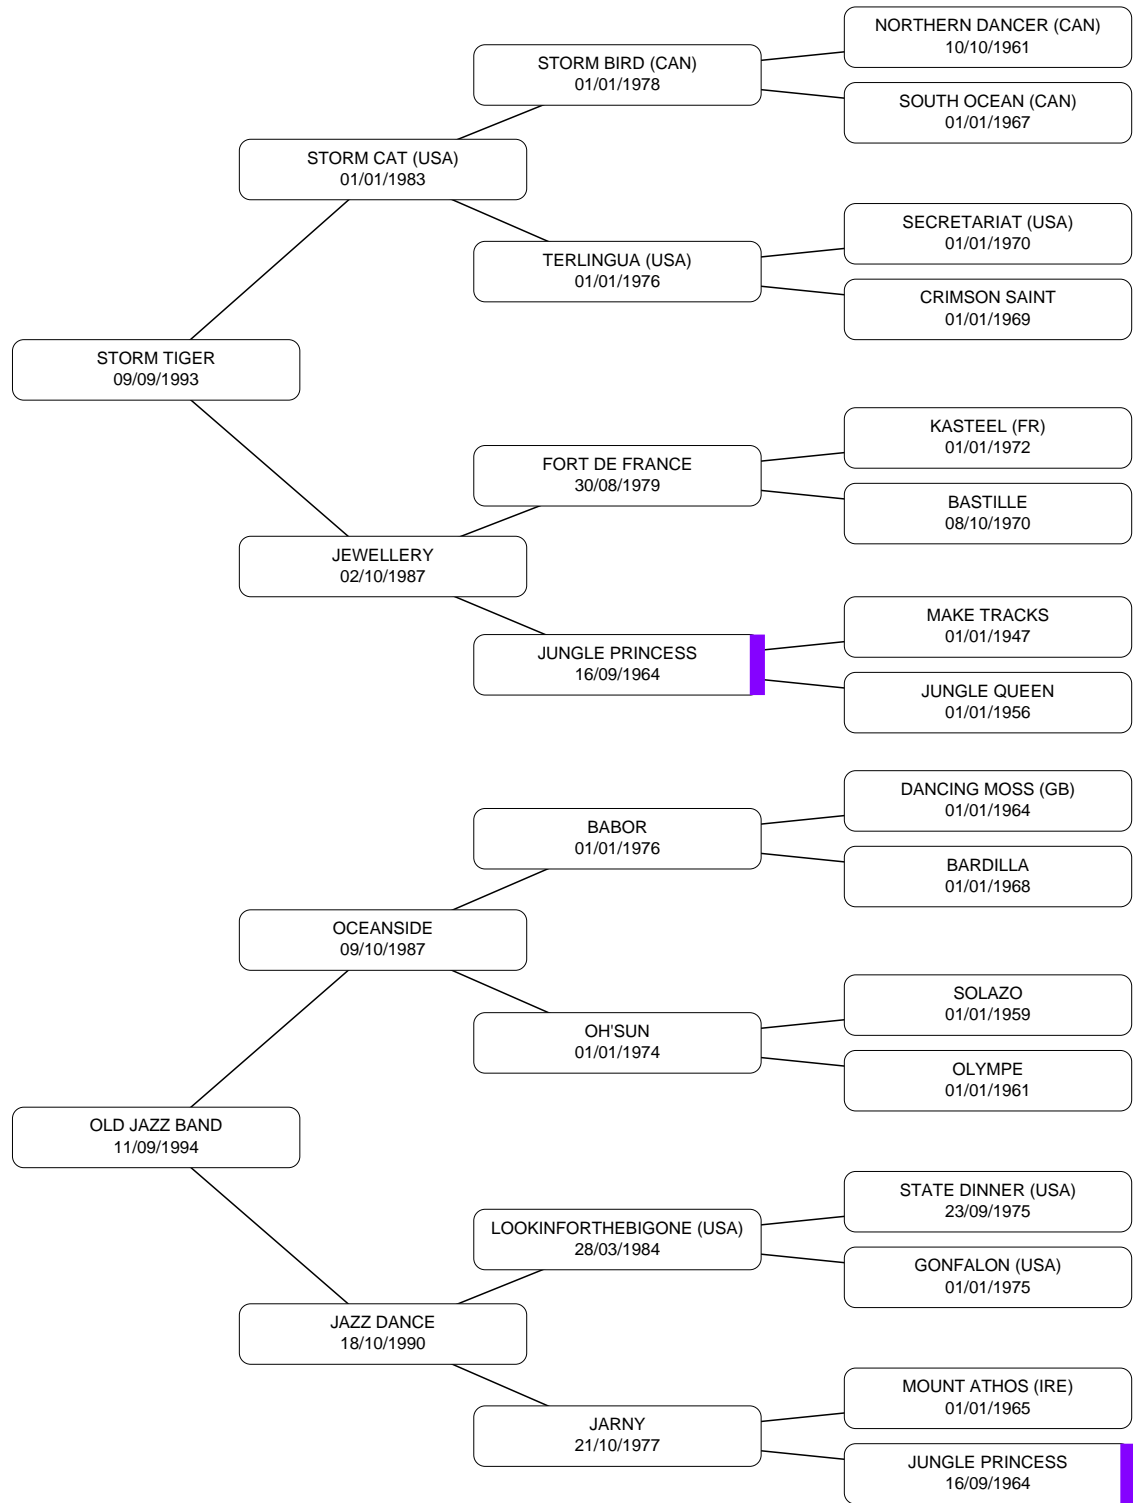 NORTHERN DANCER (CAN)
10/10/1961
STORM BIRD (CAN)
01/01/1978
SOUTH OCEAN (CAN)
01/01/1967
STORM CAT (USA)
01/01/1983
SECRETARIAT (USA)
01/01/1970
TERLINGUA (USA)
01/01/1976
CRIMSON SAINT
01/01/1969
STORM TIGER
09/09/1993
KASTEEL (FR)
01/01/1972
FORT DE FRANCE
30/08/1979
BASTILLE
08/10/1970
JEWELLERY
02/10/1987
MAKE TRACKS
01/01/1947
JUNGLE PRINCESS
16/09/1964
JUNGLE QUEEN
01/01/1956
DANCING MOSS (GB)
01/01/1964
BABOR
01/01/1976
BARDILLA
01/01/1968
OCEANSIDE
09/10/1987
SOLAZO
01/01/1959
OH'SUN
01/01/1974
OLYMPE
01/01/1961
OLD JAZZ BAND
11/09/1994
STATE DINNER (USA)
23/09/1975
LOOKINFORTHEBIGONE (USA)
28/03/1984
GONFALON (USA)
01/01/1975
JAZZ DANCE
18/10/1990
MOUNT ATHOS (IRE)
01/01/1965
JARNY
21/10/1977
JUNGLE PRINCESS
16/09/1964